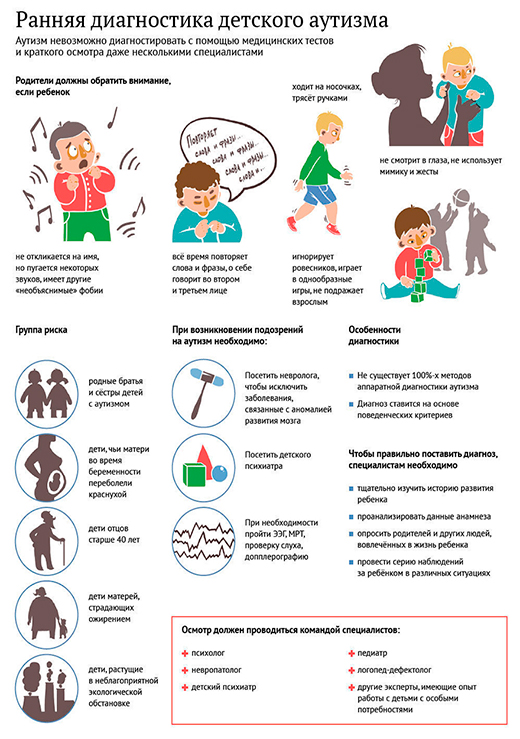 Ранняя диагностика детского аутизма
Аутизм невозможно диагностировать с помощью медицинских тестов
и краткого осмотра даже несколькими специалистами
Родители должны обратить внимание,
если ребенок
не откликается на имя,
но пугается некоторых
звуков, имеет другие
«необъяснимые» фобии
Повторяет
слова и фразы...
слова и фразы...
слова и фразы...
слова и...
всё время повторяет
слова и фразы, о себе
говорит во втором
и третьем лице
ходит на носочках,
трясёт ручками
игнорирует
ровесников, играет
в однообразные
игры, не подражает
взрослым
не смотрит в глаза, не использует
мимику и жесты
Группа риска
родные братья
и сёстры детей
с аутизмом
дети, чьи матери
во время
беременности
переболели
краснухой
дети отцов
старше 40 лет
дети матерей,
страдающих
ожирением
дети, растущие
в неблагоприятной
экологической
обстановке
При возникновении подозрений
на аутизм необходимо:
Посетить невролога,
чтобы исключить
заболевания,
связанные с аномалией
развития мозга
Посетить детского
психиатра
При необходимости
пройти ЭЭГ, МРТ,
проверку слуха,
допплерографию
Особенности
диагностики
Не существует 100%-х методов
аппаратной диагностики аутизма
Диагноз ставится на основе
поведенческих критериев
Чтобы правильно поставить диагноз,
специалистам необходимо
тщательно изучить историю развития
ребенка
проанализировать данные анамнеза
опросить родителей и других людей,
вовлечённых в жизнь ребенка
провести серию наблюдений
за ребёнком в различных ситуациях
Осмотр должен проводиться командой специалистов:
психолог
невропатолог
детский психиатр
педиатр
логопед-дефектолог
другие эксперты, имеющие опыт
работы с детьми с особыми
потребностями